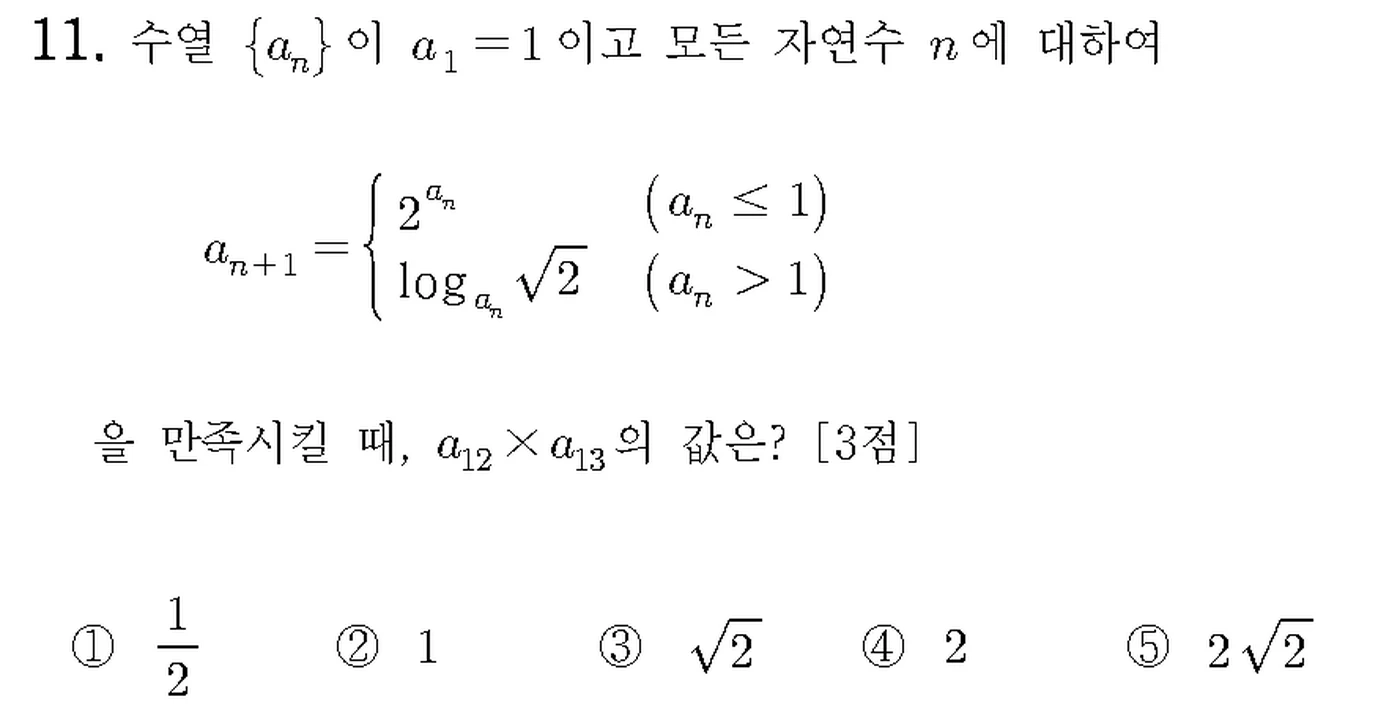 11. 수열 {aₙ}이 a₁=1이고 모든 자연수 n에 대하여
aₙ₊₁ = { 2^(aₙ) (aₙ ≤ 1)
log_(aₙ) √2 (aₙ > 1)
을 만족시킬 때, a₁₂×a₁₃의 값은? [3점]
① 1/2 ② 1 ③ √2 ④ 2 ⑤ 2√2